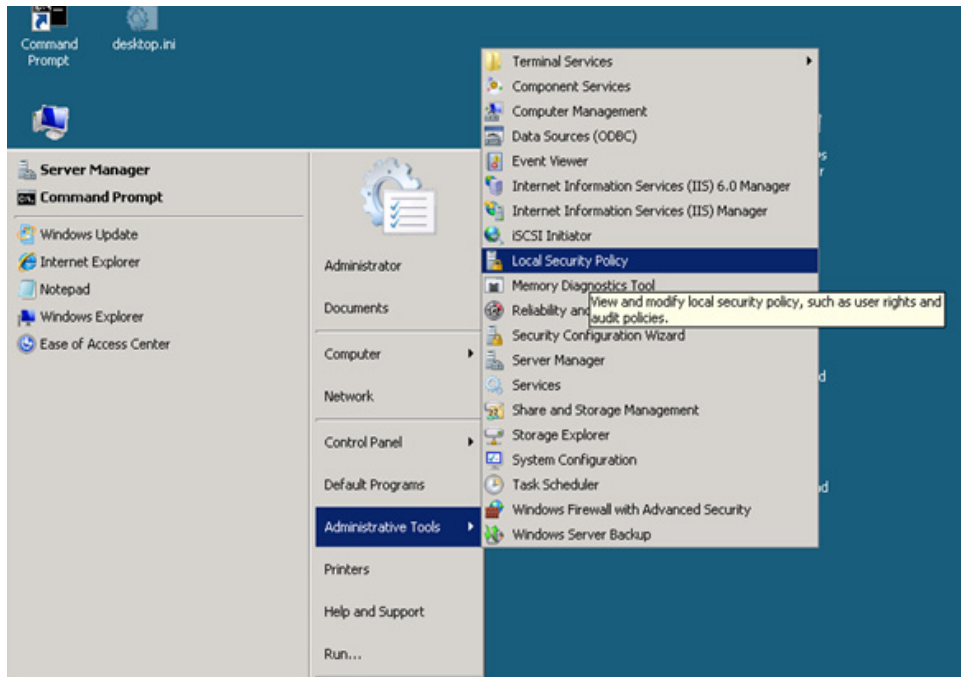 Command
Prompt
desktop.ini
Server Manager
Command Prompt
Windows Update
Internet Explorer
Notepad
Windows Explorer
Ease of Access Center
Administrator
Documents
Computer
Network
Control Panel
Default Programs
Administrative Tools
Printers
Help and Support
Run...
Terminal Services
Component Services
Computer Management
Data Sources (ODBC)
Event Viewer
Internet Information Services (IIS) 6.0 Manager
Internet Information Services (IIS) Manager
iSCSI Initiator
Local Security Policy
Memory Diagnostics Tool
Reliability and
View and modify local security policy, such as user rights and
audit policies.
Security Configuration Wizard
Server Manager
Services
Share and Storage Management
Storage Explorer
System Configuration
Task Scheduler
Windows Firewall with Advanced Security
Windows Server Backup